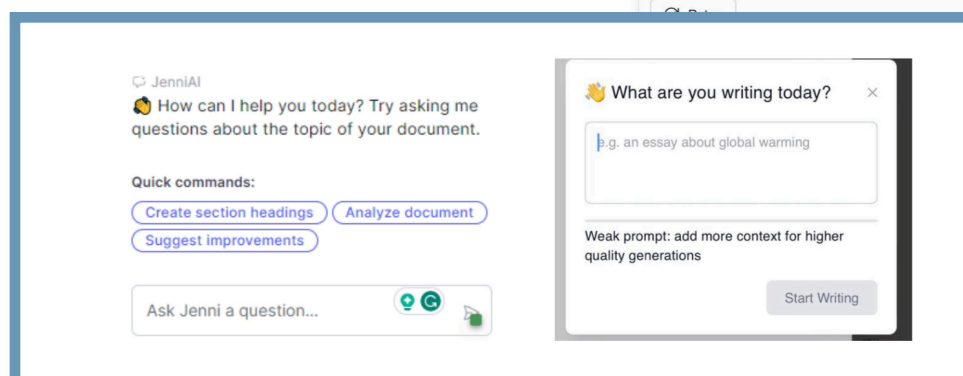 JenniAI
How can I help you today? Try asking me
questions about the topic of your document.
Quick commands:
Create section headings
Analyze document
Suggest improvements
Ask Jenni a question...
What are you writing today?
e.g. an essay about global warming
Weak prompt: add more context for higher
quality generations
Start Writing